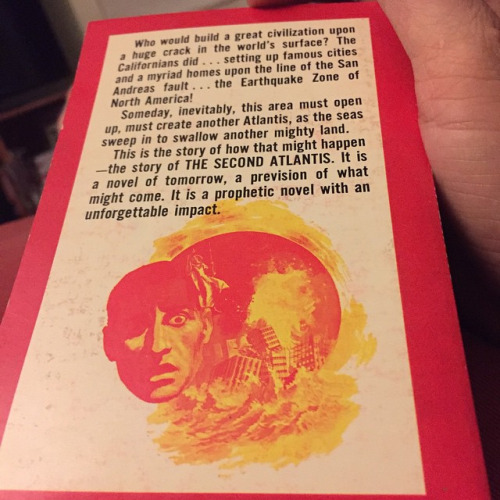 Who would build a great civilization upon
a huge crack in the world's surface? The
Californians did . . . setting up famous cities
and a myriad homes upon the line of the San
Andreas fault . . . the Earthquake Zone of
North America!
Someday, inevitably, this area must open
up, must create another Atlantis, as the seas
sweep in to swallow another mighty land.
This is the story of how that might happen
—the story of THE SECOND ATLANTIS. It is
a novel of tomorrow, a prevision of what
might come. It is a prophetic novel with an
unforgettable impact.